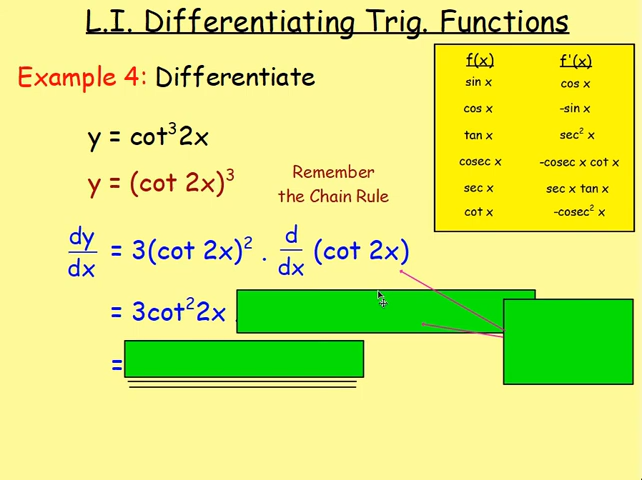 L.I. Differentiating Trig. Functions
Example 4: Differentiate
y = cot³2x
y = (cot 2x)³
Remember
the Chain Rule
dy/dx = 3(cot 2x)² . d/dx (cot 2x)
= 3cot²2x .
=
f(x) f'(x)
sin x cos x
cos x -sin x
tan x sec² x
cosec x -cosec x cot x
sec x sec x tan x
cot x -cosec² x